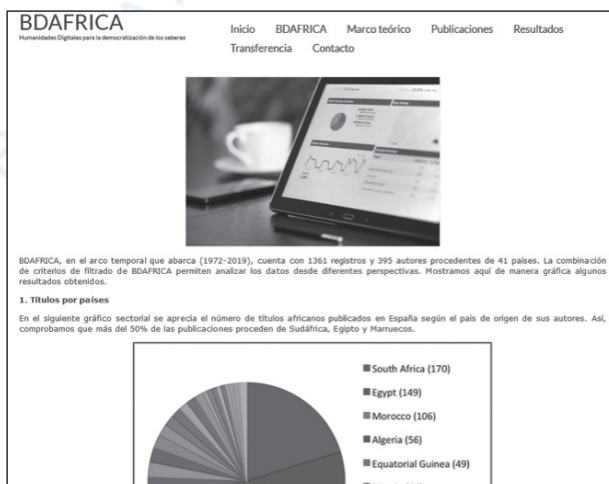 BDAFRICA
Humanidades Digitales para la democratización de los saberes
Inicio BDAFRICA Marco teórico Publicaciones Resultados
Transferencia Contacto
BDAFRICA, en el arco temporal que abarca (1972-2019), cuenta con 1361 registros y 395 autores procedentes de 41 países. La combinación
de criterios de filtrado de BDAFRICA permiten analizar los datos desde diferentes perspectivas. Mostramos aquí de manera gráfica algunos
resultados obtenidos.
1. Títulos por países
En el siguiente gráfico sectorial se aprecia el número de títulos africanos publicados en España según el país de origen de sus autores. Así,
comprobamos que más del 50% de las publicaciones proceden de Sudáfrica, Egipto y Marruecos.
South Africa (170)
Egypt (149)
Morocco (106)
Algeria (56)
Equatorial Guinea (49)